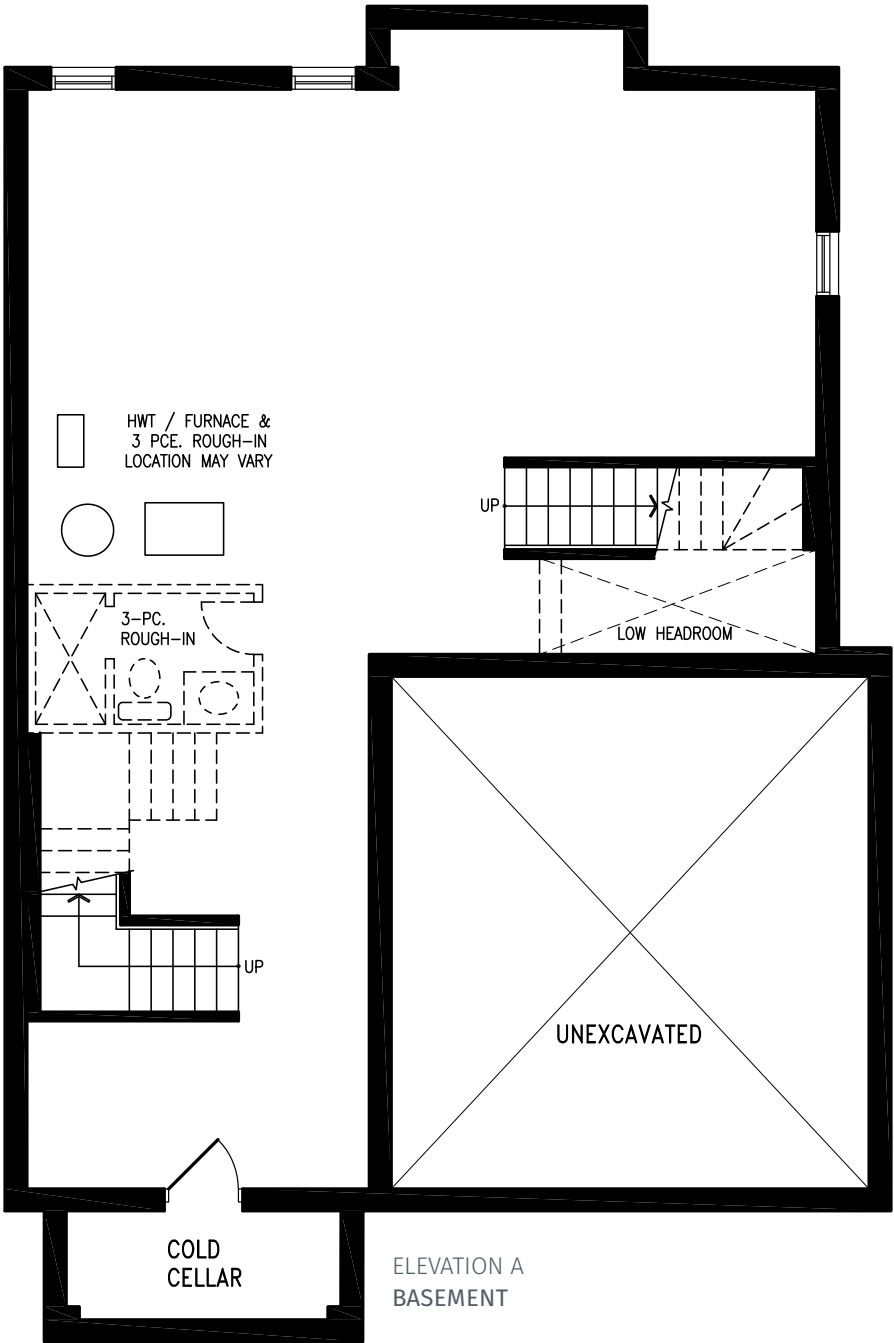 HWT / FURNACE &
3 PCE. ROUGH-IN
LOCATION MAY VARY
UP
3-PC.
ROUGH-IN
LOW HEADROOM
UP
UNEXCAVATED
COLD
CELLAR
ELEVATION A
BASEMENT